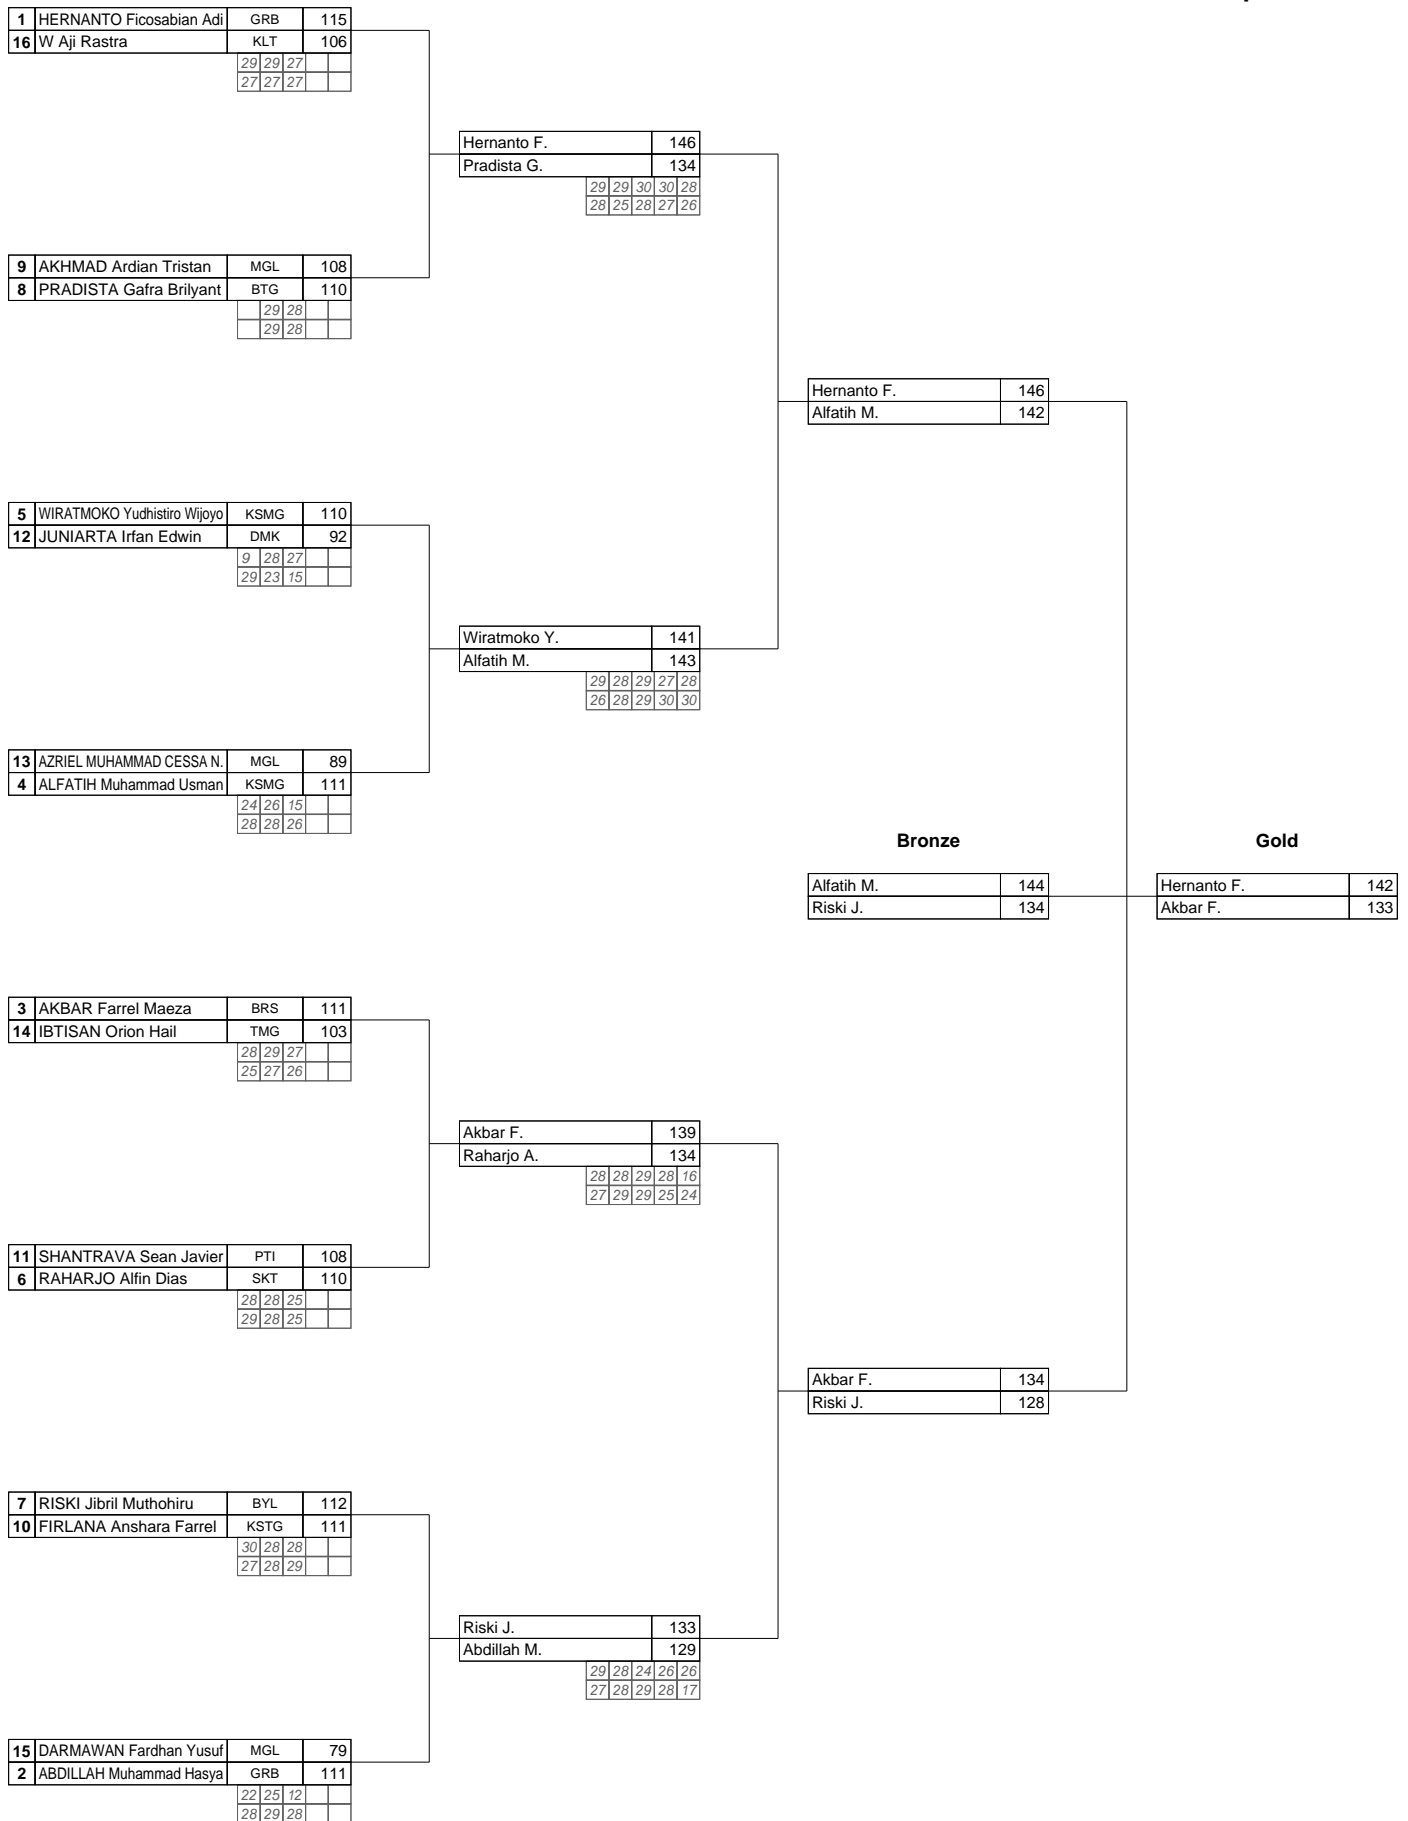 1 HERNANTO Ficosabian Adi GRB 115
16 W Aji Rastra KLT 106
29 29 27
27 27 27
Hernanto F. 146
Pradista G. 134
29 29 30 30 28
28 25 28 27 26
9 AKHMAD Ardian Tristan MGL 108
8 PRADISTA Gafra Brilyant BTG 110
29 28
29 28
Hernanto F. 146
Alfatih M. 142
5 WIRATMOKO Yudhistiro Wijoyo KSMG 110
12 JUNIARTA Irfan Edwin DMK 92
9 28 27
29 23 15
Wiratmoko Y. 141
Alfatih M. 143
29 28 29 27 28
26 28 29 30 30
13 AZRIEL MUHAMMAD CESSA N. MGL 89
4 ALFATIH Muhammad Usman KSMG 111
24 26 15
28 28 26
Bronze Gold
Alfatih M. 144 Hernanto F. 142
Riski J. 134 Akbar F. 133
3 AKBAR Farrel Maeza BRS 111
14 IBTISAN Orion Hail TMG 103
28 29 27
25 27 26
Akbar F. 139
Raharjo A. 134
28 28 29 28 16
27 29 29 25 24
11 SHANTRAVA Sean Javier PTI 108
6 RAHARJO Alfin Dias SKT 110
28 28 25
29 28 25
Akbar F. 134
Riski J. 128
7 RISKI Jibril Muthohiru BYL 112
10 FIRLANA Anshara Farrel KSTG 111
30 28 28
27 28 29
Riski J. 133
Abdillah M. 129
29 28 24 26 26
27 28 29 28 17
15 DARMAWAN Fardhan Yusuf MGL 79
2 ABDILLAH Muhammad Hasya GRB 111
22 25 12
28 29 28